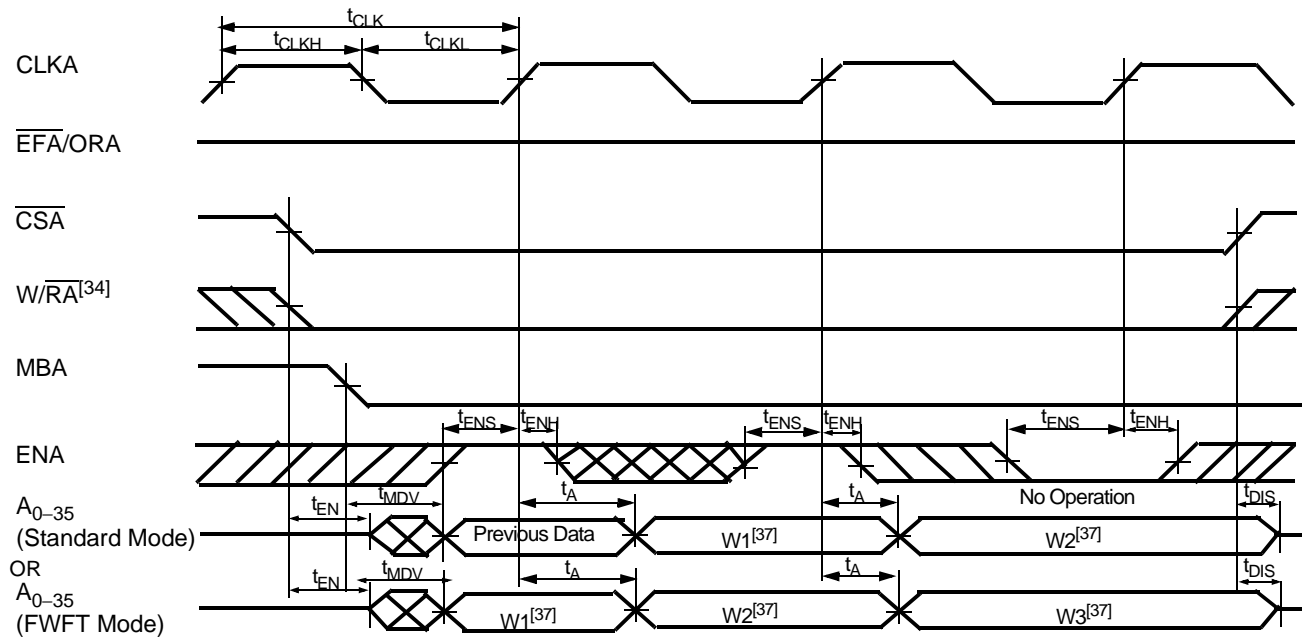 tCLK
tCLKH tCLKL
CLKA
EFA/ORA
CSA
W/RA[34]
MBA
tENS tENH tENS tENH tENS tENH
ENA
No Operation
A0–35
(Standard Mode)
tEN tMDV tA tA tDIS
Previous Data W1[37] W2[37]
OR
A0–35
(FWFT Mode)
tEN tMDV tA tA tDIS
W1[37] W2[37] W3[37]